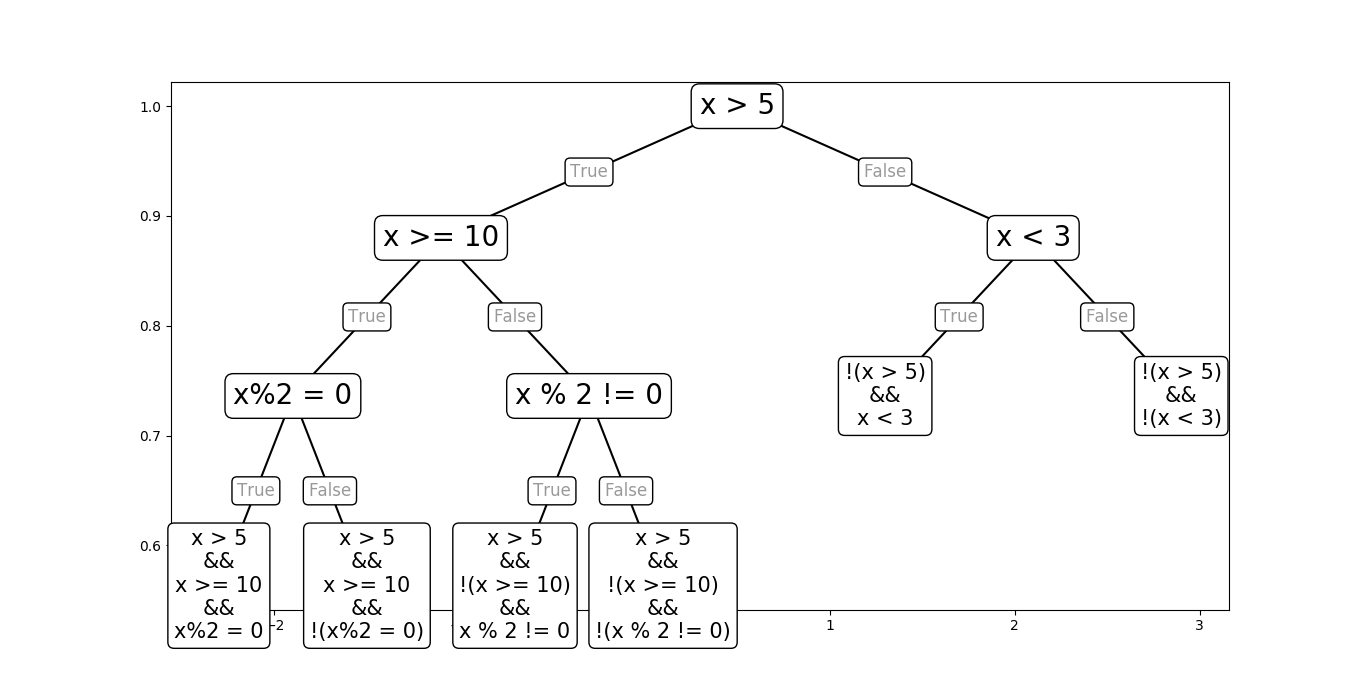 1.0
x > 5
True
False
0.9
x >= 10
x < 3
0.8
True
False
True
False
x%2 = 0
x % 2 != 0
!(x > 5)
&&
x < 3
!(x > 5)
&&
!(x < 3)
0.7
True
False
True
False
0.6
x > 5
&&
x >= 10
&&
x%2 = 0
x > 5
&&
x >= 10
&&
!(x%2 = 0)
x > 5
&&
!(x >= 10)
&&
x % 2 != 0
x > 5
&&
!(x >= 10)
&&
!(x % 2 != 0)
−2
1
2
3